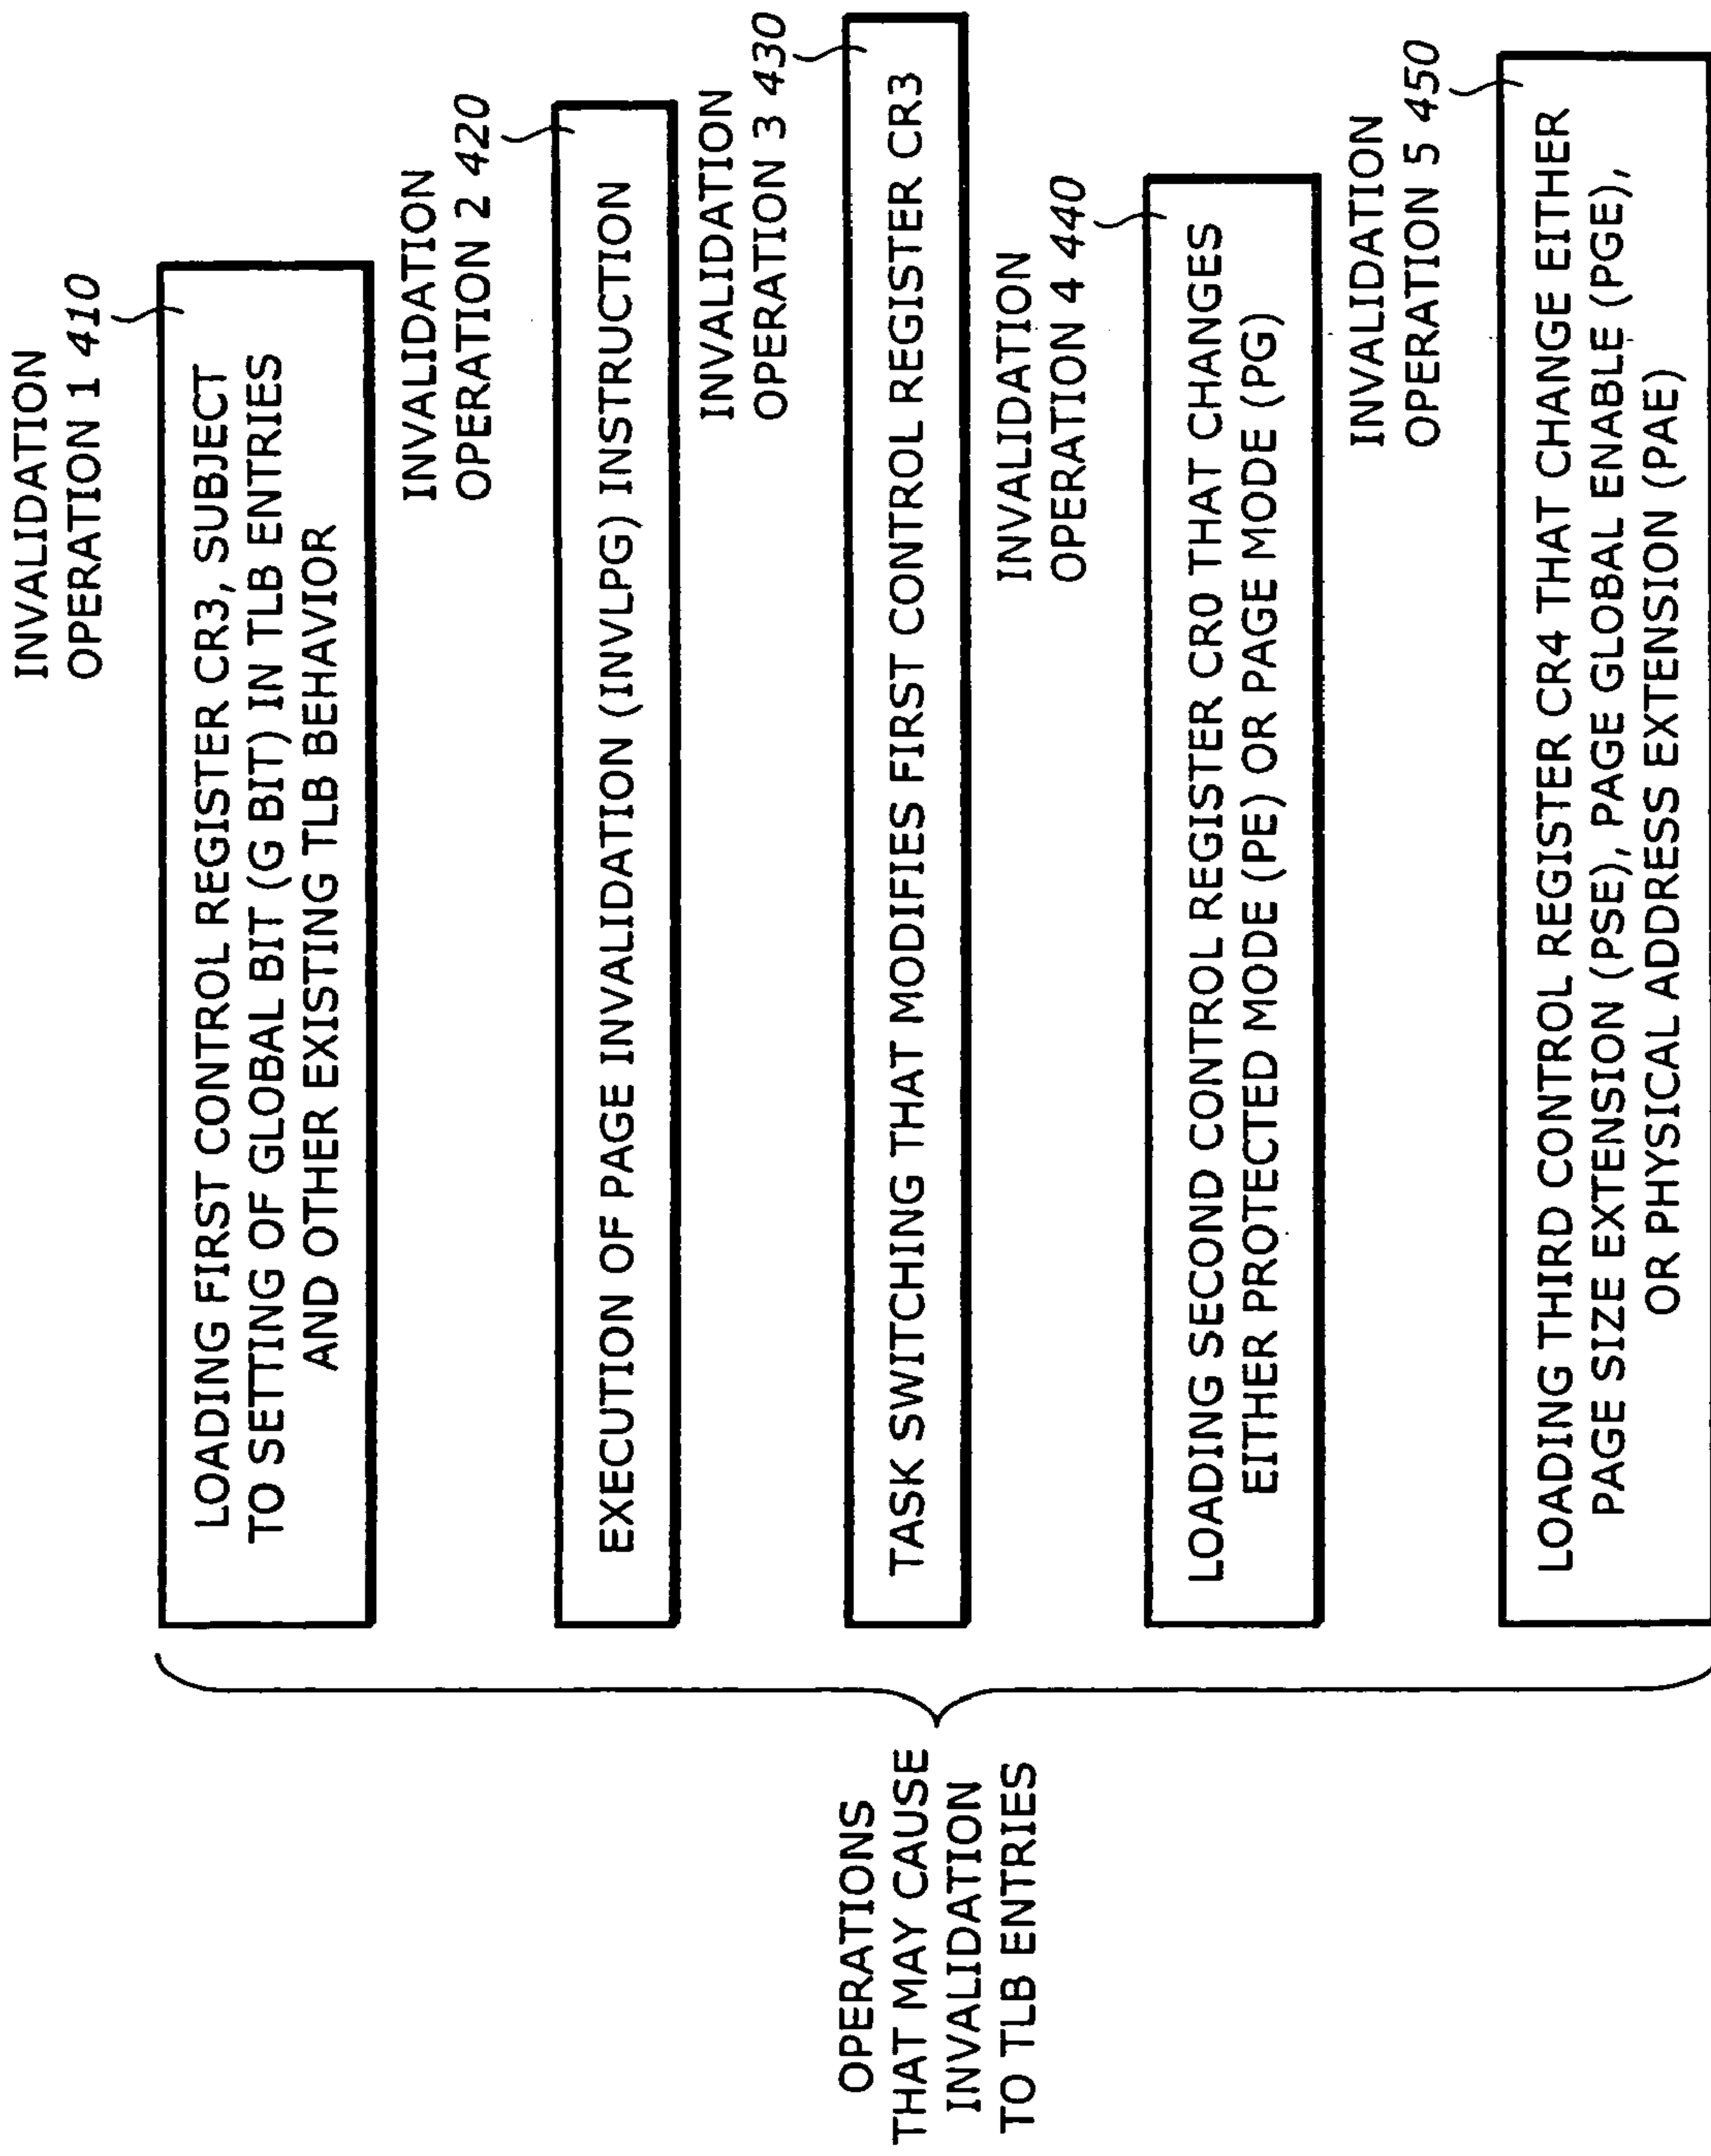 OPERATIONS
THAT MAY CAUSE
INVALIDATION
TO TLB ENTRIES
INVALIDATION
OPERATION 1 410
LOADING FIRST CONTROL REGISTER CR3, SUBJECT
TO SETTING OF GLOBAL BIT (G BIT) IN TLB ENTRIES
AND OTHER EXISTING TLB BEHAVIOR
INVALIDATION
OPERATION 2 420
EXECUTION OF PAGE INVALIDATION (INVLPG) INSTRUCTION
INVALIDATION
OPERATION 3 430
TASK SWITCHING THAT MODIFIES FIRST CONTROL REGISTER CR3
INVALIDATION
OPERATION 4 440
LOADING SECOND CONTROL REGISTER CR0 THAT CHANGES
EITHER PROTECTED MODE (PE) OR PAGE MODE (PG)
INVALIDATION
OPERATION 5 450
LOADING THIRD CONTROL REGISTER CR4 THAT CHANGE EITHER
PAGE SIZE EXTENSION (PSE), PAGE GLOBAL ENABLE (PGE),
OR PHYSICAL ADDRESS EXTENSION (PAE)